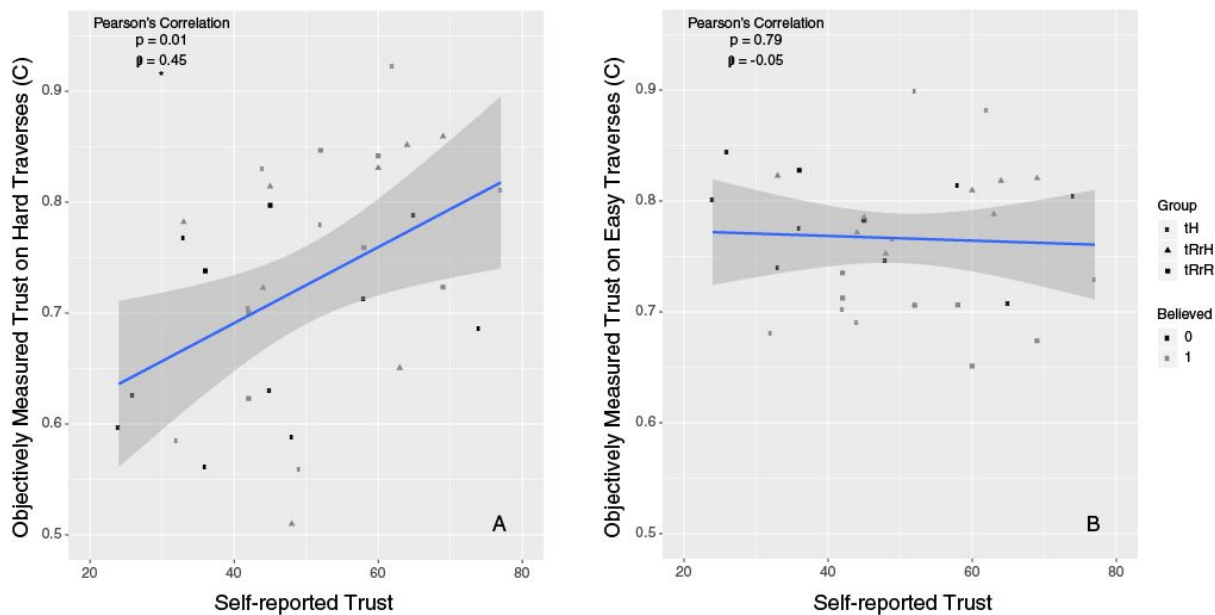 Pearson's Correlation
p = 0.01
ρ = 0.45
*
Objectively Measured Trust on Hard Traverses (C)
0.9
0.8
0.7
0.6
0.5
A
20
40
60
80
Self-reported Trust
Pearson's Correlation
p = 0.79
ρ = -0.05
Objectively Measured Trust on Easy Traverses (C)
0.9
0.8
0.7
0.6
0.5
B
20
40
60
80
Self-reported Trust
Group
tH
tRrH
tRrR
Believed
0
1